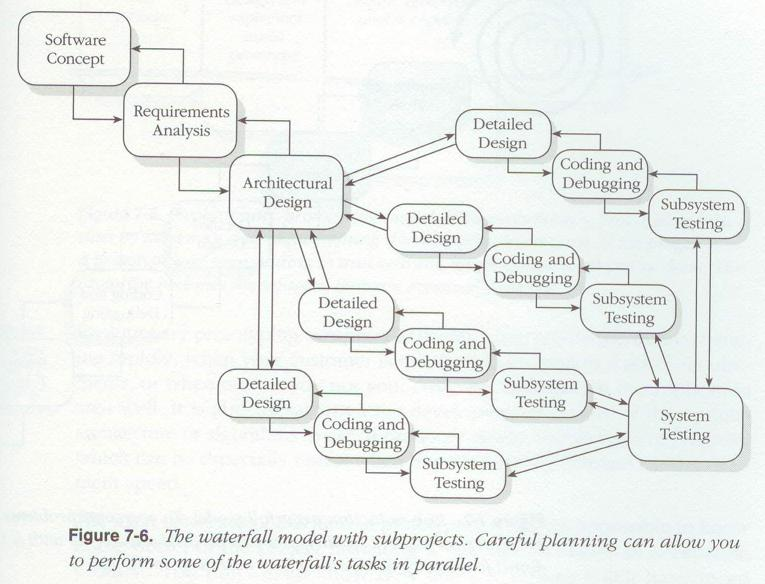 Software
Concept
Requirements
Analysis
Architectural
Design
Detailed
Design
Coding and
Debugging
Subsystem
Testing
Detailed
Design
Coding and
Debugging
Subsystem
Testing
Detailed
Design
Coding and
Debugging
Subsystem
Testing
Detailed
Design
Coding and
Debugging
Subsystem
Testing
System
Testing
Figure 7-6. The waterfall model with subprojects. Careful planning can allow you
to perform some of the waterfall's tasks in parallel.